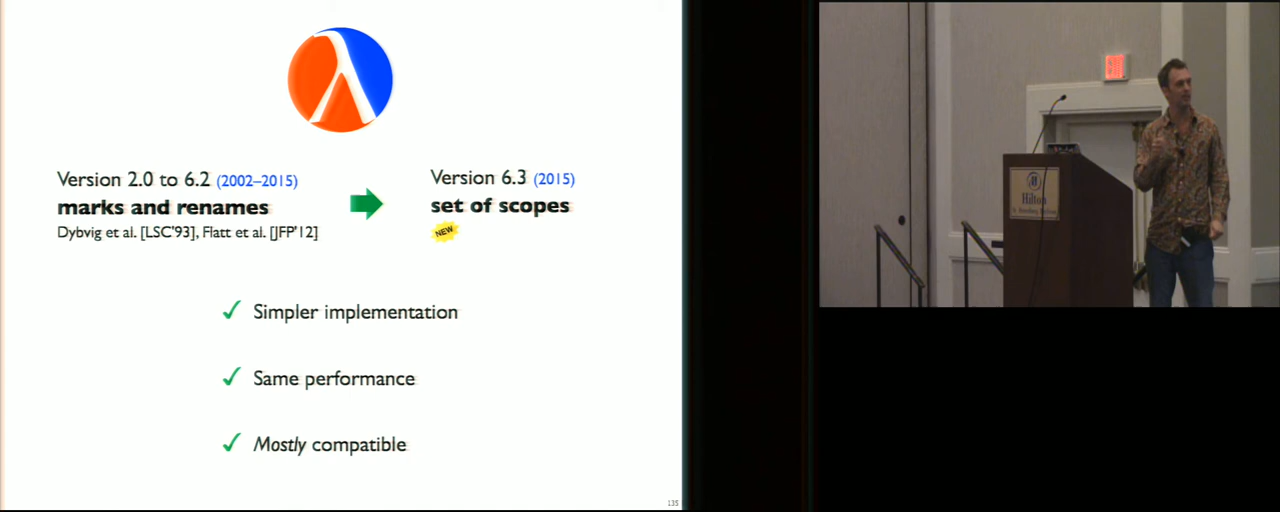 Version 2.0 to 6.2 (2002–2015)
marks and renames
Dybvig et al. [LSC'93], Flatt et al. [JFP'12]
Version 6.3 (2015)
set of scopes
NEW
✓ Simpler implementation
✓ Same performance
✓ Mostly compatible
135
Hilton